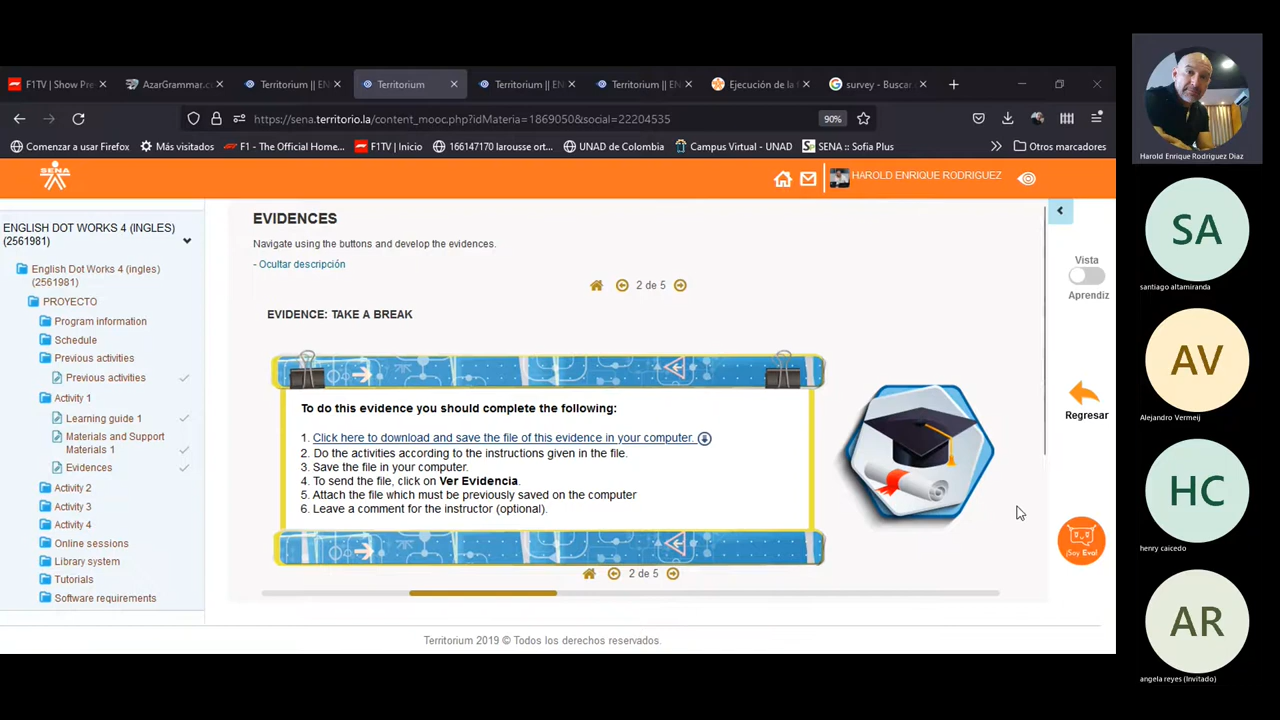 F1TV | Show Pre
AzarGrammar.c
Territorium || EN
Territorium
Territorium || EN
Territorium || EN
Ejecución de la
survey - Buscar
https://sena.territorio.la/content_mooc.php?idMateria=1869050&social=22204535
90%
Comenzar a usar Firefox
Más visitados
F1 - The Official Home...
F1TV | Inicio
166147170 larousse ort...
UNAD de Colombia
Campus Virtual - UNAD
SENA :: Sofia Plus
Otros marcadores
SENA
HAROLD ENRIQUE RODRIGUEZ
ENGLISH DOT WORKS 4 (INGLES)
(2561981)
English Dot Works 4 (ingles)
(2561981)
PROYECTO
Program information
Schedule
Previous activities
Previous activities
Activity 1
Learning guide 1
Materials and Support
Materials 1
Evidences
Activity 2
Activity 3
Activity 4
Online sessions
Library system
Tutorials
Software requirements
EVIDENCES
Navigate using the buttons and develop the evidences.
- Ocultar descripción
2 de 5
EVIDENCE: TAKE A BREAK
To do this evidence you should complete the following:
1. Click here to download and save the file of this evidence in your computer.
2. Do the activities according to the instructions given in the file.
3. Save the file in your computer.
4. To send the file, click on Ver Evidencia.
5. Attach the file which must be previously saved on the computer
6. Leave a comment for the instructor (optional).
2 de 5
Vista
Aprendiz
Regresar
¡Soy Eva!
Territorium 2019 © Todos los derechos reservados.
Harold Enrique Rodriguez Diaz
SA
santiago altamiranda
AV
Alejandro Vermeij
HC
henry caicedo
AR
angela reyes (Invitado)